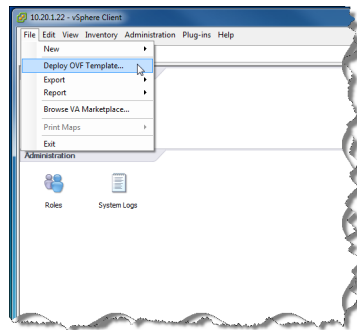 10.20.1.22 - vSphere Client
File Edit View Inventory Administration Plug-ins Help
New
Deploy OVF Template...
Export
Report
Browse VA Marketplace...
Print Maps
Exit
Administration
Roles System Logs